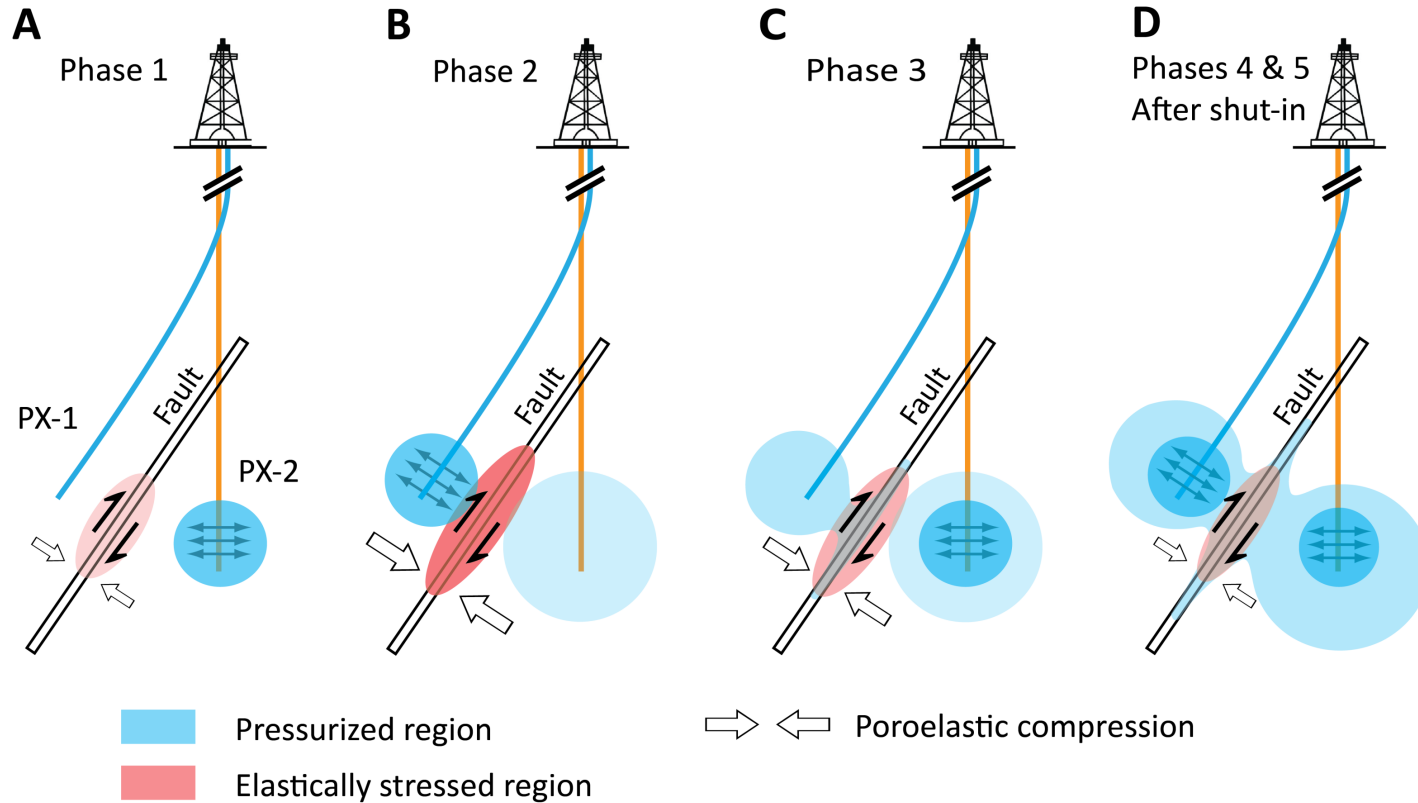 A
Phase 1
PX-1
Fault
PX-2
B
Phase 2
Fault
C
Phase 3
Fault
D
Phases 4 & 5
After shut-in
Fault
Pressurized region
Elastically stressed region
Poroelastic compression